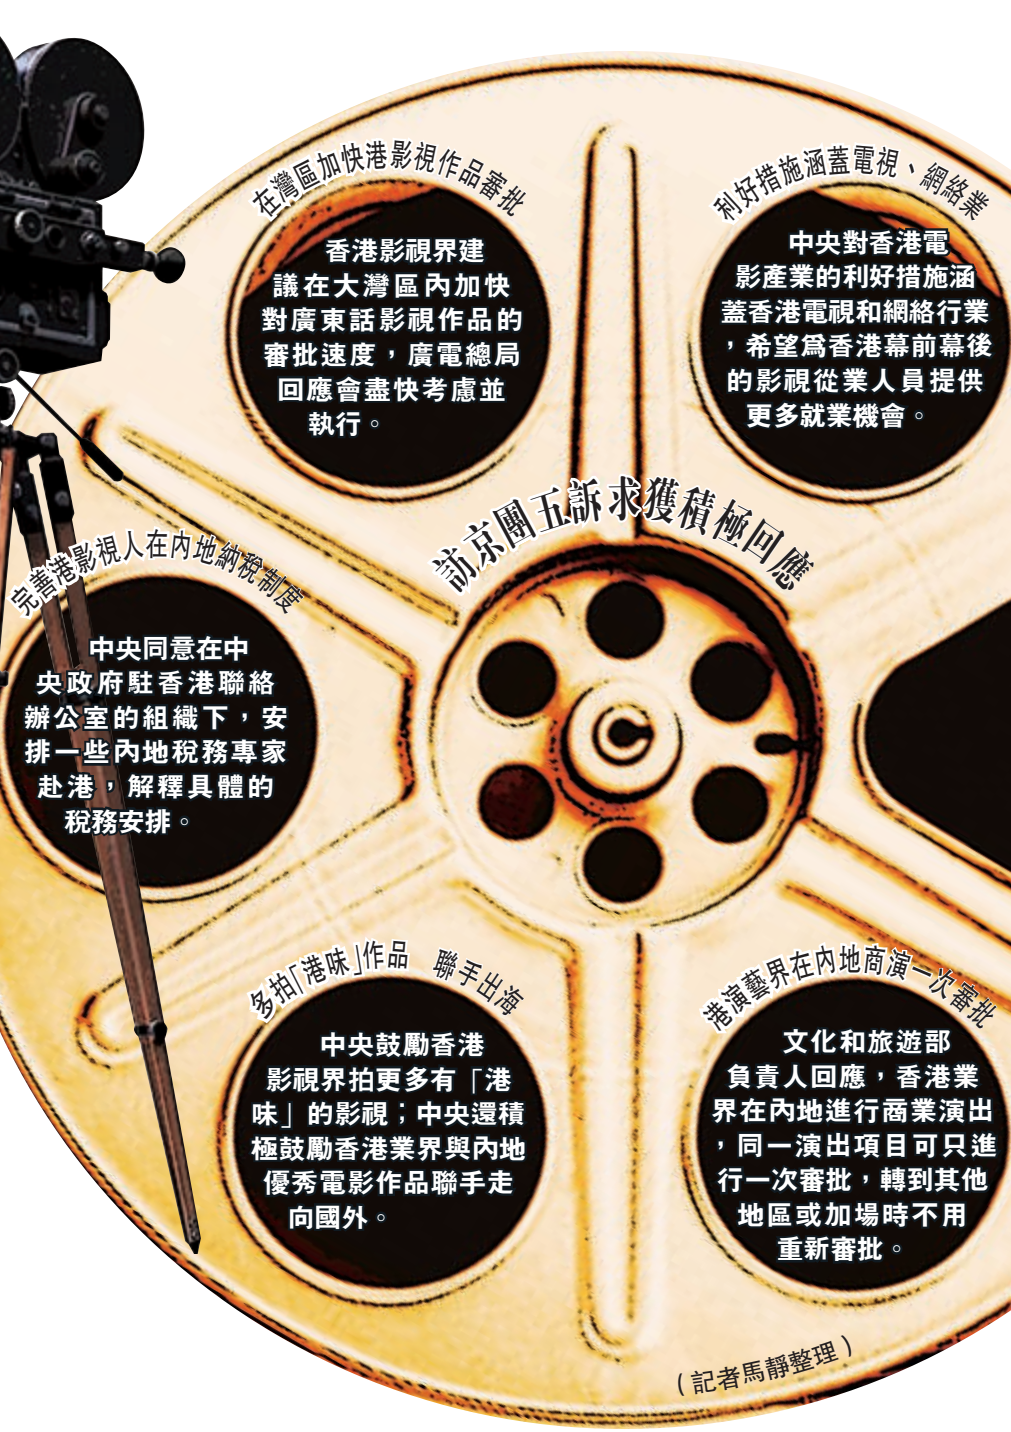 訪京團五訴求獲積極回應
在灣區加快港影視作品審批
香港影視界建
議在大灣區內加快
對廣東話影視作品的
審批速度，廣電總局
回應會盡快考慮並
執行。
利好措施涵蓋電視、網絡業
中央對香港電
影產業的利好措施涵
蓋香港電視和網絡行業
，希望為香港幕前幕後
的影視從業人員提供
更多就業機會。
完善港影視人在內地納稅制度
中央同意在中
央政府駐香港聯絡
辦公室的組織下，安
排一些內地稅務專家
赴港，解釋具體的
稅務安排。
多拍「港味」作品　聯手出海
中央鼓勵香港
影視界拍更多有「港
味」的影視；中央還積
極鼓勵香港業界與內地
優秀電影作品聯手走
向國外。
港演藝界在內地商演一次審批
文化和旅遊部
負責人回應，香港業
界在內地進行商業演出
，同一演出項目可只進
行一次審批，轉到其他
地區或加場時不用
重新審批。
（記者馬靜整理）